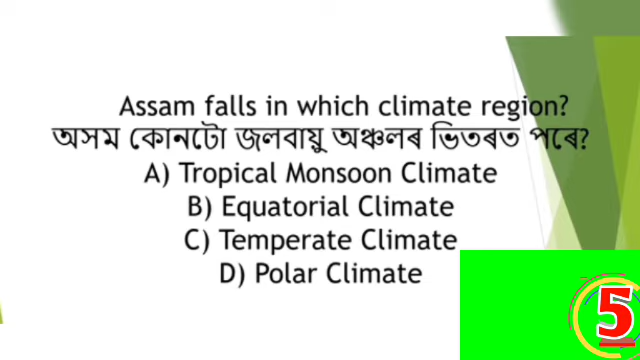 Assam falls in which climate region?
অসম কোনটো জলবায়ু অঞ্চলৰ ভিতৰত পৰে?
A) Tropical Monsoon Climate
B) Equatorial Climate
C) Temperate Climate
D) Polar Climate
5